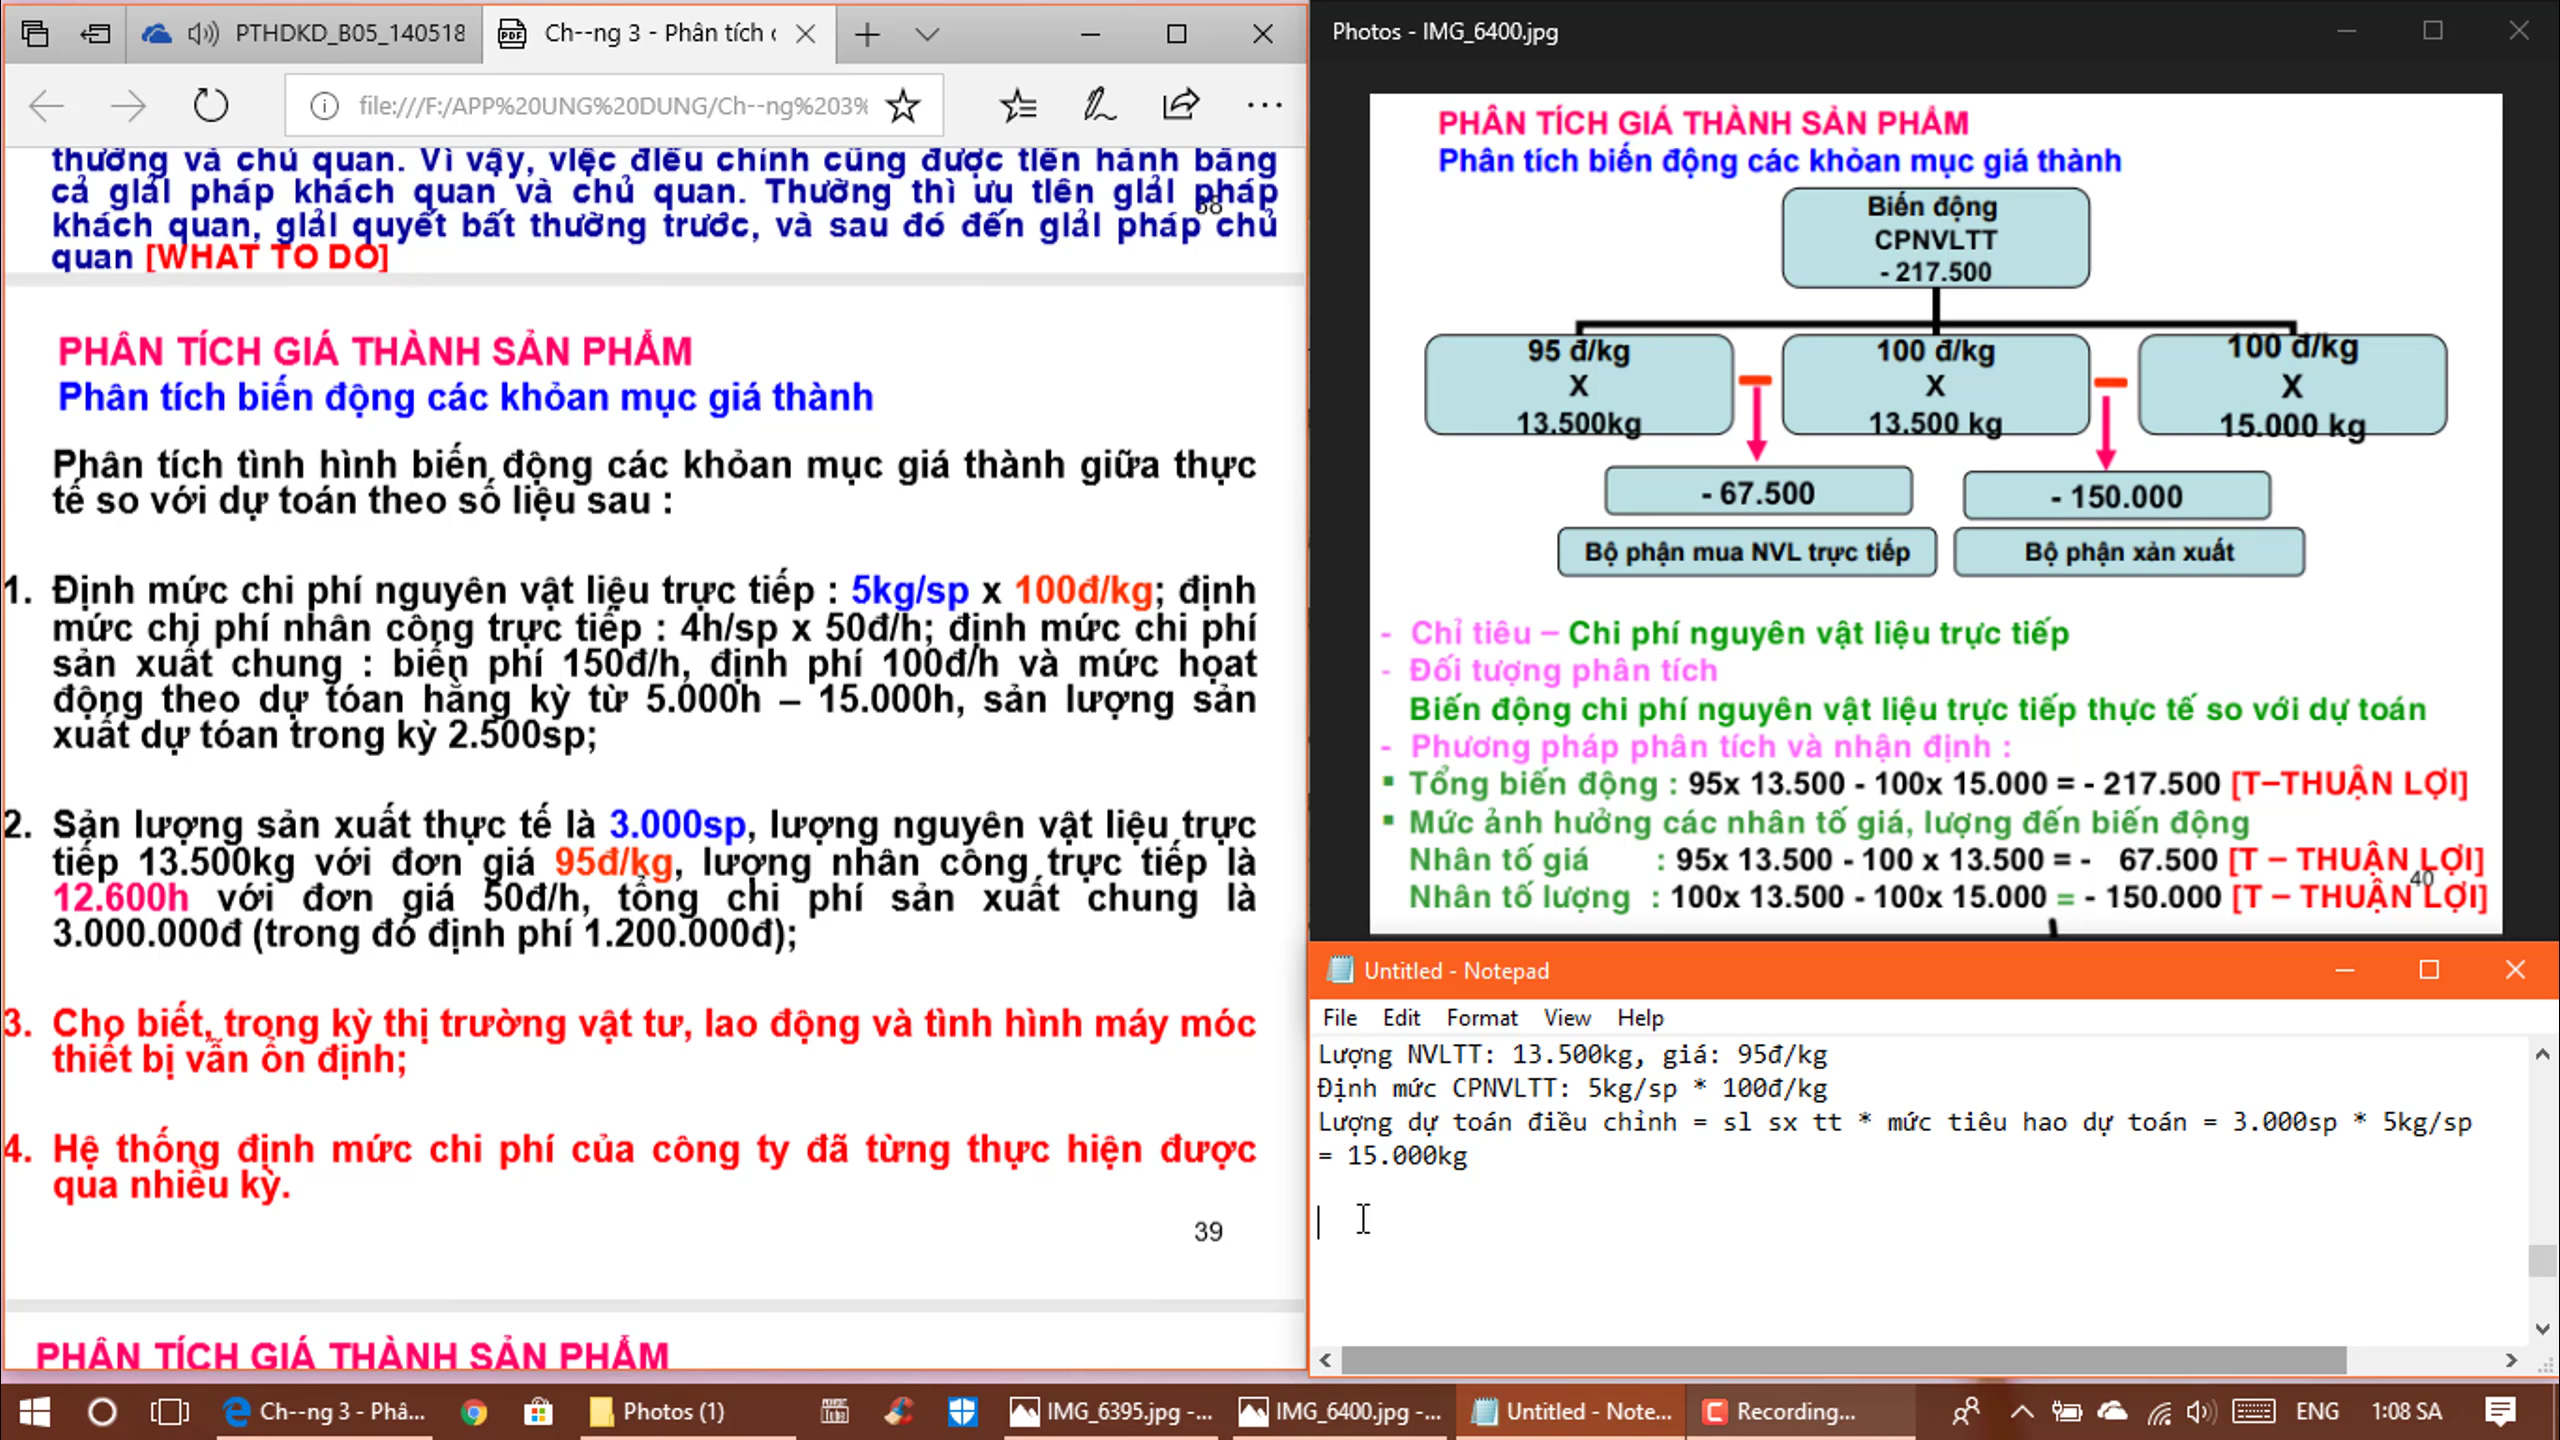 PTHDKD_B05_140518
Ch--ng 3 - Phân tích c
file:///F:/APP%20UNG%20DUNG/Ch--ng%203%
thường và chủ quan. Vì vậy, việc điều chỉnh cũng được tiến hành bằng
cả giải pháp khách quan và chủ quan. Thường thì ưu tiên giải pháp
khách quan, giải quyết bất thường trước, và sau đó đến giải pháp chủ
quan [WHAT TO DO]
38
PHÂN TÍCH GIÁ THÀNH SẢN PHẨM
Phân tích biến động các khỏan mục giá thành
Phân tích tình hình biến động các khỏan mục giá thành giữa thực
tế so với dự toán theo số liệu sau :
1. Định mức chi phí nguyên vật liệu trực tiếp : 5kg/sp x 100đ/kg; định
mức chi phí nhân công trực tiếp : 4h/sp x 50đ/h; định mức chi phí
sản xuất chung : biến phí 150đ/h, định phí 100đ/h và mức họat
động theo dự tóan hằng kỳ từ 5.000h – 15.000h, sản lượng sản
xuất dự tóan trong kỳ 2.500sp;
2. Sản lượng sản xuất thực tế là 3.000sp, lượng nguyên vật liệu trực
tiếp 13.500kg với đơn giá 95đ/kg, lượng nhân công trực tiếp là
12.600h với đơn giá 50đ/h, tổng chi phí sản xuất chung là
3.000.000đ (trong đó định phí 1.200.000đ);
3. Cho biết, trong kỳ thị trường vật tư, lao động và tình hình máy móc
thiết bị vẫn ổn định;
4. Hệ thống định mức chi phí của công ty đã từng thực hiện được
qua nhiều kỳ.
39
PHÂN TÍCH GIÁ THÀNH SẢN PHẨM
Photos - IMG_6400.jpg
PHÂN TÍCH GIÁ THÀNH SẢN PHẨM
Phân tích biến động các khỏan mục giá thành
Biến động
CPNVLTT
- 217.500
95 đ/kg
X
13.500kg
100 đ/kg
X
13.500 kg
100 đ/kg
X
15.000 kg
- 67.500
- 150.000
Bộ phận mua NVL trực tiếp
Bộ phận xản xuất
- Chỉ tiêu – Chi phí nguyên vật liệu trực tiếp
- Đối tượng phân tích
Biến động chi phí nguyên vật liệu trực tiếp thực tế so với dự toán
- Phương pháp phân tích và nhận định :
▪ Tổng biến động : 95x 13.500 - 100x 15.000 = - 217.500 [T–THUẬN LỢI]
▪ Mức ảnh hưởng các nhân tố giá, lượng đến biến động
Nhân tố giá : 95x 13.500 - 100 x 13.500 = - 67.500 [T – THUẬN LỢI]
Nhân tố lượng : 100x 13.500 - 100x 15.000 = - 150.000 [T – THUẬN LỢI]
40
Untitled - Notepad
File Edit Format View Help
Lượng NVLTT: 13.500kg, giá: 95đ/kg
Định mức CPNVLTT: 5kg/sp * 100đ/kg
Lượng dự toán điều chỉnh = sl sx tt * mức tiêu hao dự toán = 3.000sp * 5kg/sp
= 15.000kg
Ch--ng 3 - Phâ...
Photos (1)
IMG_6395.jpg -...
IMG_6400.jpg -...
Untitled - Note...
Recording...
ENG
1:08 SA